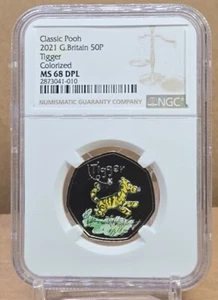 Classic Pooh
2021 G.Britain 50P
Tigger
Colorized
MS 68 DPL
2873041-010
NUMISMATIC GUARANTY COMPANY
NGC
Tigger